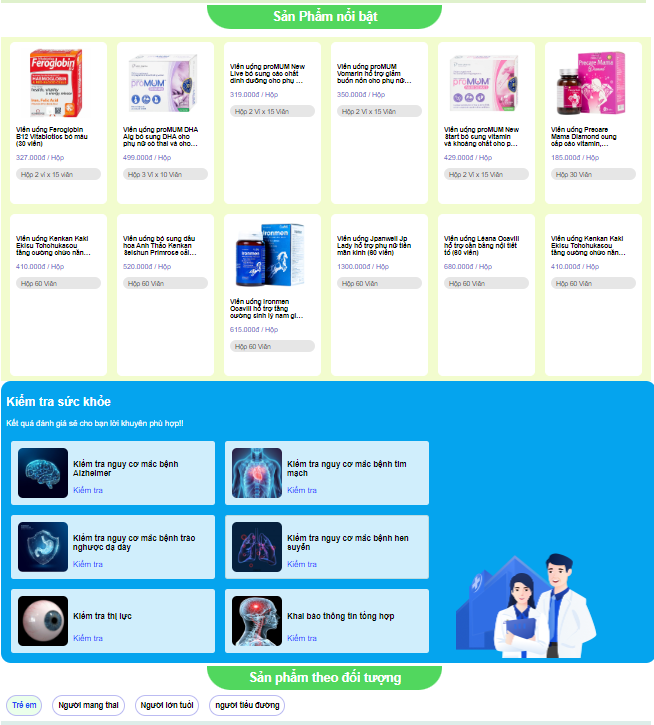 Sản Phẩm nổi bật
Feroglobin
proMUM
proMUM
Precare Mama
Diamond
Viên uống Feroglobin
B12 Vitabiotics bổ máu
(30 viên)
327.000đ / Hộp
Hộp 2 vỉ x 15 viên
Viên uống proMUM DHA
Alg bổ sung DHA cho
phụ nữ có thai và cho...
499.000đ / Hộp
Hộp 3 Vỉ x 10 Viên
Viên uống proMUM New
Live bổ sung các chất
dinh dưỡng cho phụ ...
319.000đ / Hộp
Hộp 2 Vỉ x 15 Viên
Viên uống proMUM
Vomarin hỗ trợ giảm
buồn nôn cho phụ nữ...
350.000đ / Hộp
Hộp 2 Vỉ x 15 Viên
Viên uống proMUM New
Start bổ sung vitamin
và khoáng chất cho p...
429.000đ / Hộp
Hộp 2 Vỉ x 15 Viên
Viên uống Precare
Mama Diamond cung
cấp các vitamin,...
185.000đ / Hộp
Hộp 30 Viên
Viên uống Kenkan Kaki
Ekisu Tohohukasou
tăng cường chức năn...
410.000đ / Hộp
Hộp 60 Viên
Viên uống bổ sung dầu
hoa Anh Thảo Kenkan
Seishun Primrose cải...
520.000đ / Hộp
Hộp 60 Viên
Ironmen
Viên uống Ironmen
Ocavill hỗ trợ tăng
cường sinh lý nam gi...
615.000đ / Hộp
Hộp 60 Viên
Viên uống Jpanwell Jp
Lady hỗ trợ phụ nữ tiền
mãn kinh (60 viên)
1300.000đ / Hộp
Hộp 60 Viên
Viên uống Léana Ocavill
hỗ trợ cân bằng nội tiết
tố (60 viên)
680.000đ / Hộp
Hộp 60 Viên
Viên uống Kenkan Kaki
Ekisu Tohohukasou
tăng cường chức năn...
410.000đ / Hộp
Hộp 60 Viên
Kiểm tra sức khỏe
Kết quả đánh giá sẽ cho bạn lời khuyên phù hợp!!
Kiểm tra nguy cơ mắc bệnh
Alzheimer
Kiểm tra
Kiểm tra nguy cơ mắc bệnh tim
mạch
Kiểm tra
Kiểm tra nguy cơ mắc bệnh trào
nghược dạ dày
Kiểm tra
Kiểm tra nguy cơ mắc bệnh hen
suyễn
Kiểm tra
Kiểm tra thị lực
Kiểm tra
Khai báo thông tin tổng hợp
Kiểm tra
Sản phẩm theo đối tượng
Trẻ em
Người mang thai
Người lớn tuổi
người tiểu đường